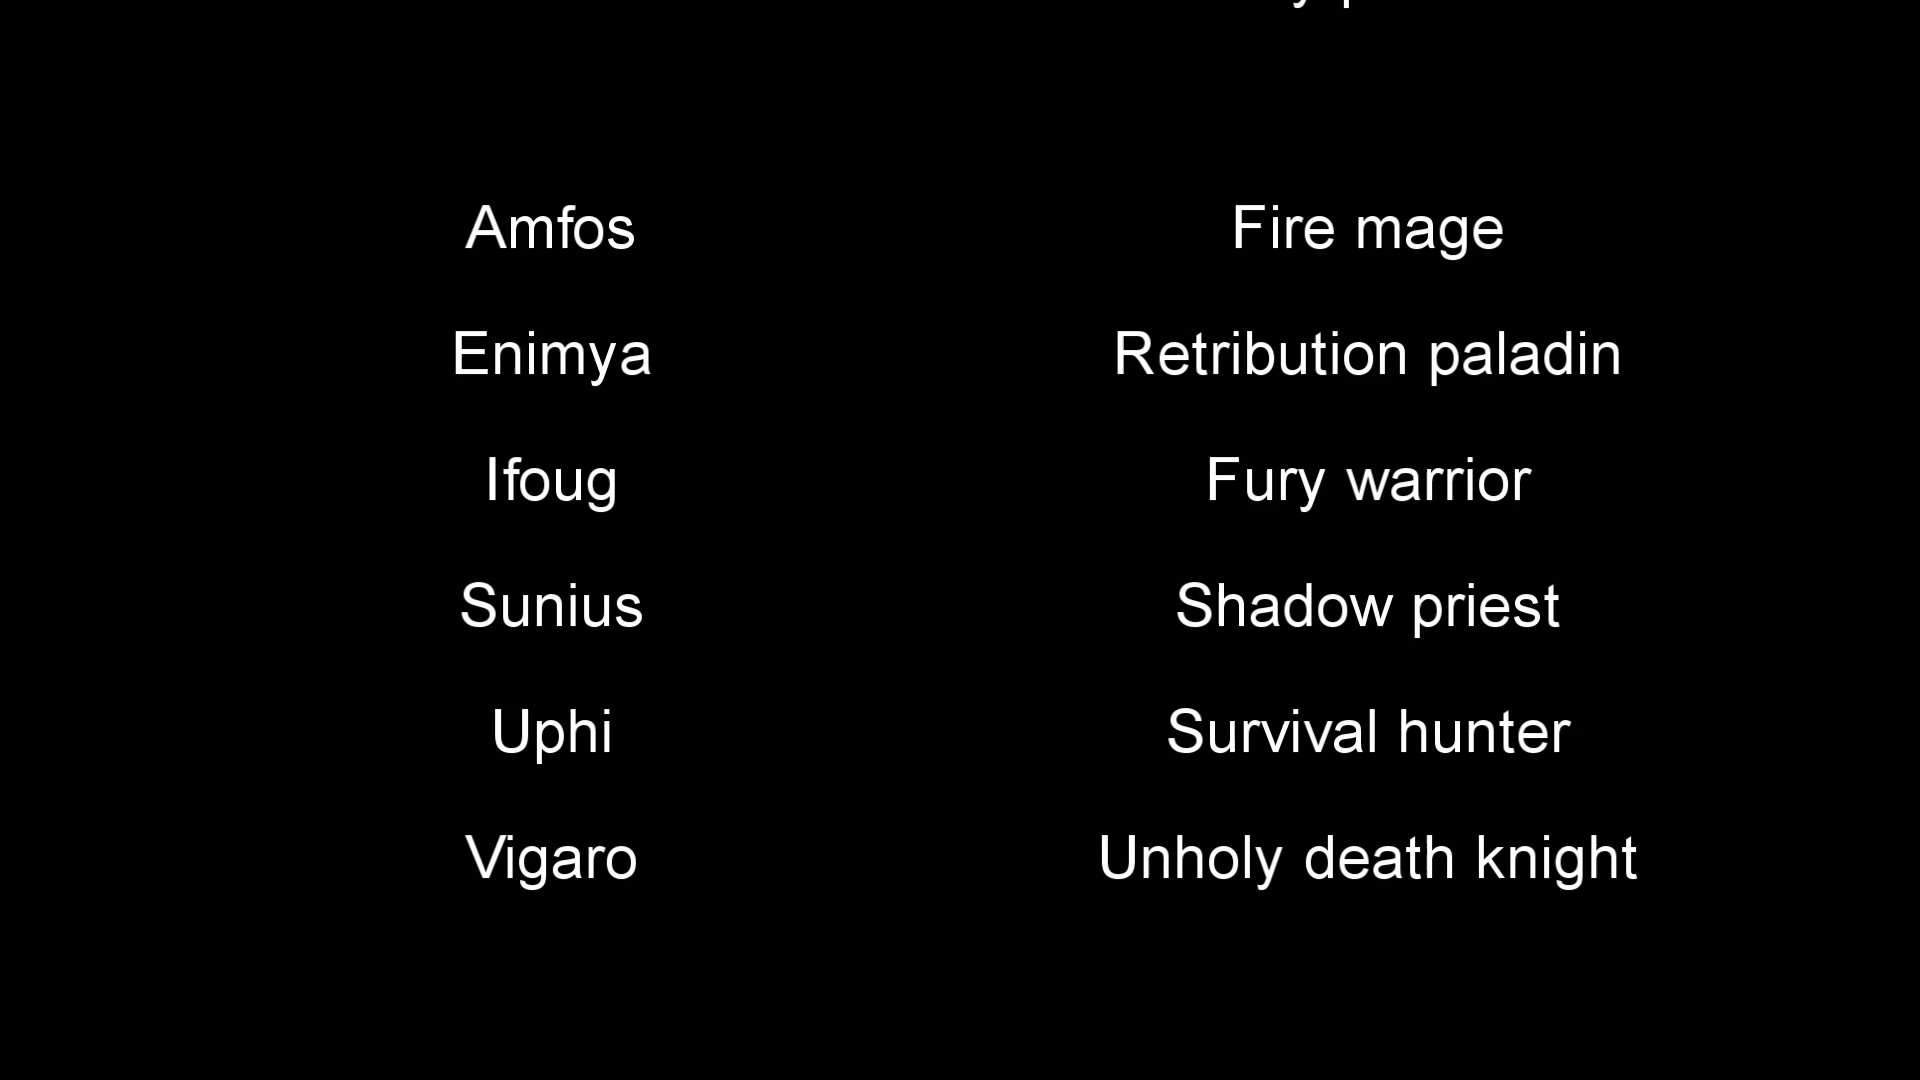 Amfos Fire mage
Enimya Retribution paladin
Ifoug Fury warrior
Sunius Shadow priest
Uphi Survival hunter
Vigaro Unholy death knight